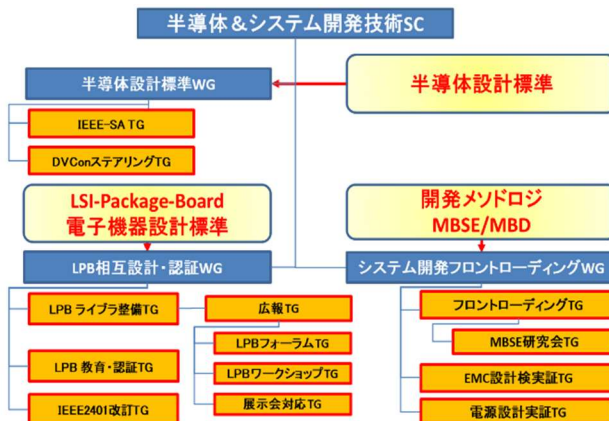 半導体＆システム開発技術SC
半導体設計標準WG
半導体設計標準
IEEE-SA TG
DVConステアリングTG
LSI-Package-Board
電子機器設計標準
開発メソドロジ
MBSE/MBD
LPB相互設計・認証WG
システム開発フロントローディングWG
LPB ライブラ整備TG
広報TG
フロントローディングTG
LPBフォーラムTG
MBSE研究会TG
LPB 教育・認証TG
LPBワークショップTG
EMC設計検実証TG
IEEE2401改訂TG
展示会対応TG
電源設計実証TG